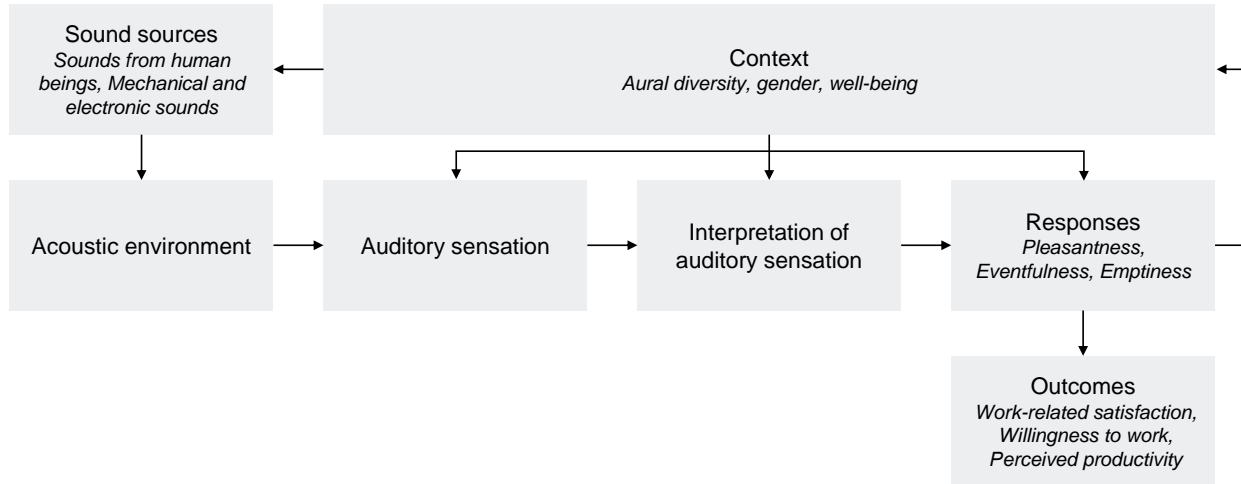 Sound sources
Sounds from human
beings, Mechanical and
electronic sounds
Context
Aural diversity, gender, well-being
Acoustic environment
Auditory sensation
Interpretation of
auditory sensation
Responses
Pleasantness,
Eventfulness, Emptiness
Outcomes
Work-related satisfaction,
Willingness to work,
Perceived productivity